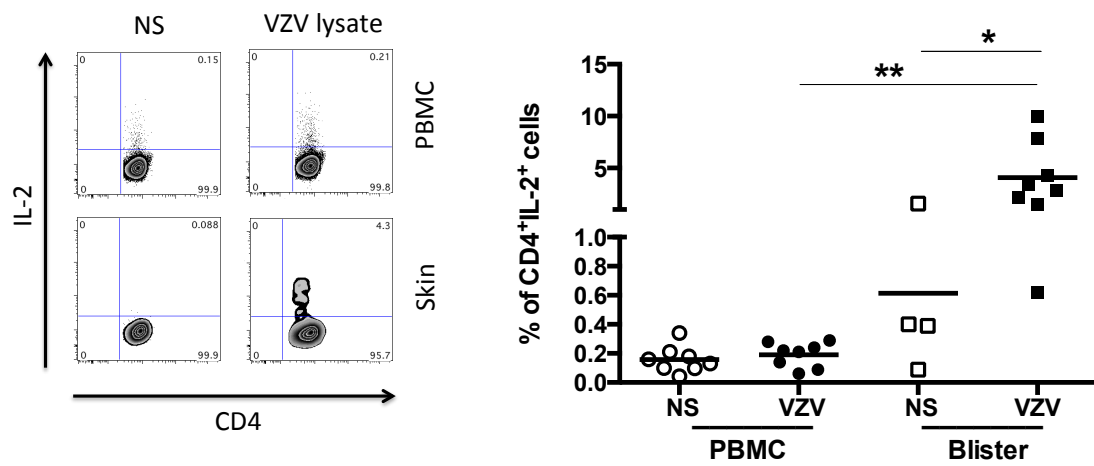 NS VZV lysate
0 0.15
0 99.9
0 0.21
0 99.8
PBMC
0 0.088
0 99.9
0 4.3
0 95.7
Skin
IL-2
CD4
% of CD4+IL-2+ cells
*
**
15
10
5
1.0
0.8
0.6
0.4
0.2
0.0
NS VZV NS VZV
PBMC Blister